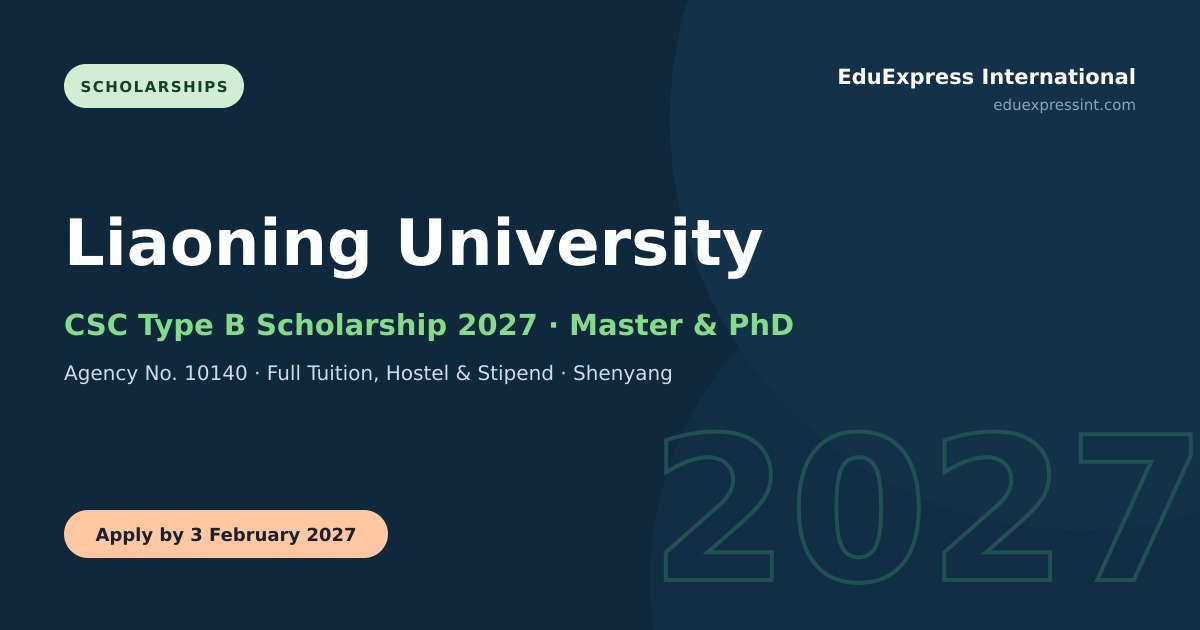 SCHOLARSHIPS
EduExpress International
eduexpressint.com
Liaoning University
CSC Type B Scholarship 2027 · Master & PhD
Agency No. 10140 · Full Tuition, Hostel & Stipend · Shenyang
2027
Apply by 3 February 2027